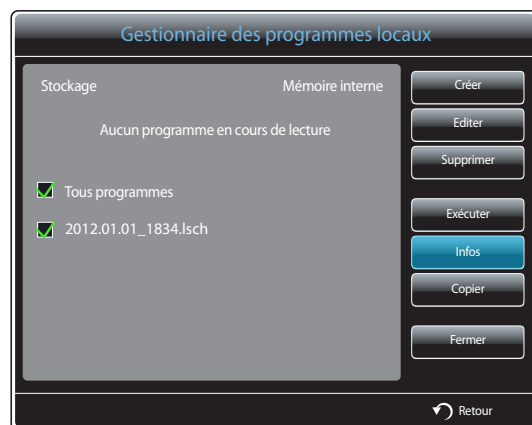 Gestionnaire des programmes locaux
Stockage Mémoire interne
Aucun programme en cours de lecture
Tous programmes
2012.01.01_1834.lsch
Créer
Editer
Supprimer
Exécuter
Infos
Copier
Fermer
Retour